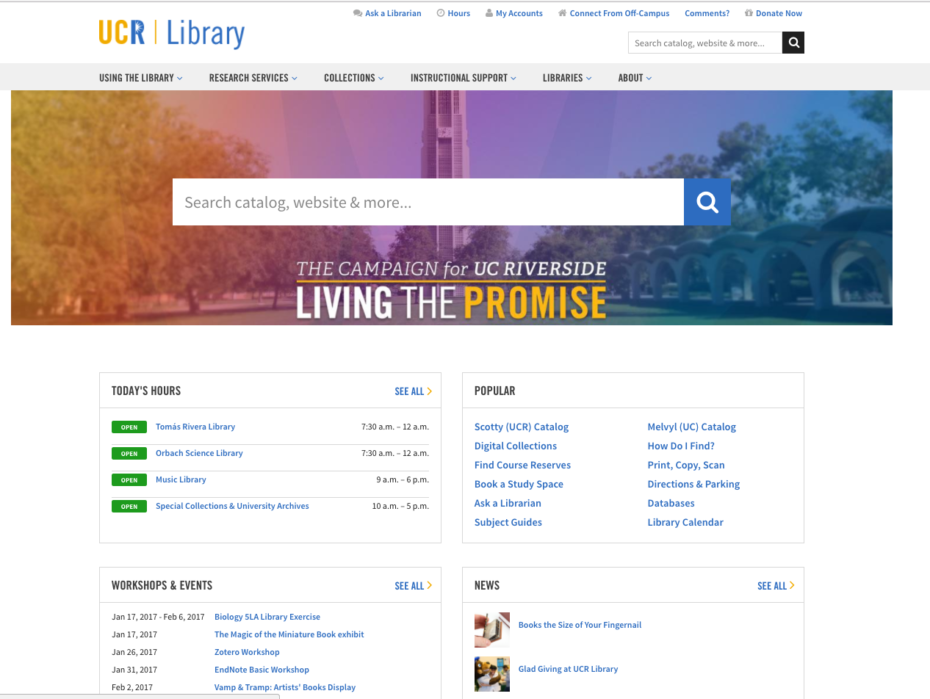 Ask a Librarian Hours My Accounts Connect From Off-Campus Comments? Donate Now
UCR | Library
Search catalog, website & more...
USING THE LIBRARY RESEARCH SERVICES COLLECTIONS INSTRUCTIONAL SUPPORT LIBRARIES ABOUT
Search catalog, website & more...
THE CAMPAIGN for UC RIVERSIDE
LIVING THE PROMISE
TODAY'S HOURS SEE ALL
OPEN Tomás Rivera Library 7:30 a.m. – 12 a.m.
OPEN Orbach Science Library 7:30 a.m. – 12 a.m.
OPEN Music Library 9 a.m. – 6 p.m.
OPEN Special Collections & University Archives 10 a.m. – 5 p.m.
POPULAR
Scotty (UCR) Catalog Melvyl (UC) Catalog
Digital Collections How Do I Find?
Find Course Reserves Print, Copy, Scan
Book a Study Space Directions & Parking
Ask a Librarian Databases
Subject Guides Library Calendar
WORKSHOPS & EVENTS SEE ALL
Jan 17, 2017 - Feb 6, 2017 Biology 5LA Library Exercise
Jan 17, 2017 The Magic of the Miniature Book exhibit
Jan 26, 2017 Zotero Workshop
Jan 31, 2017 EndNote Basic Workshop
Feb 2, 2017 Vamp & Tramp: Artists' Books Display
NEWS SEE ALL
Books the Size of Your Fingernail
Glad Giving at UCR Library